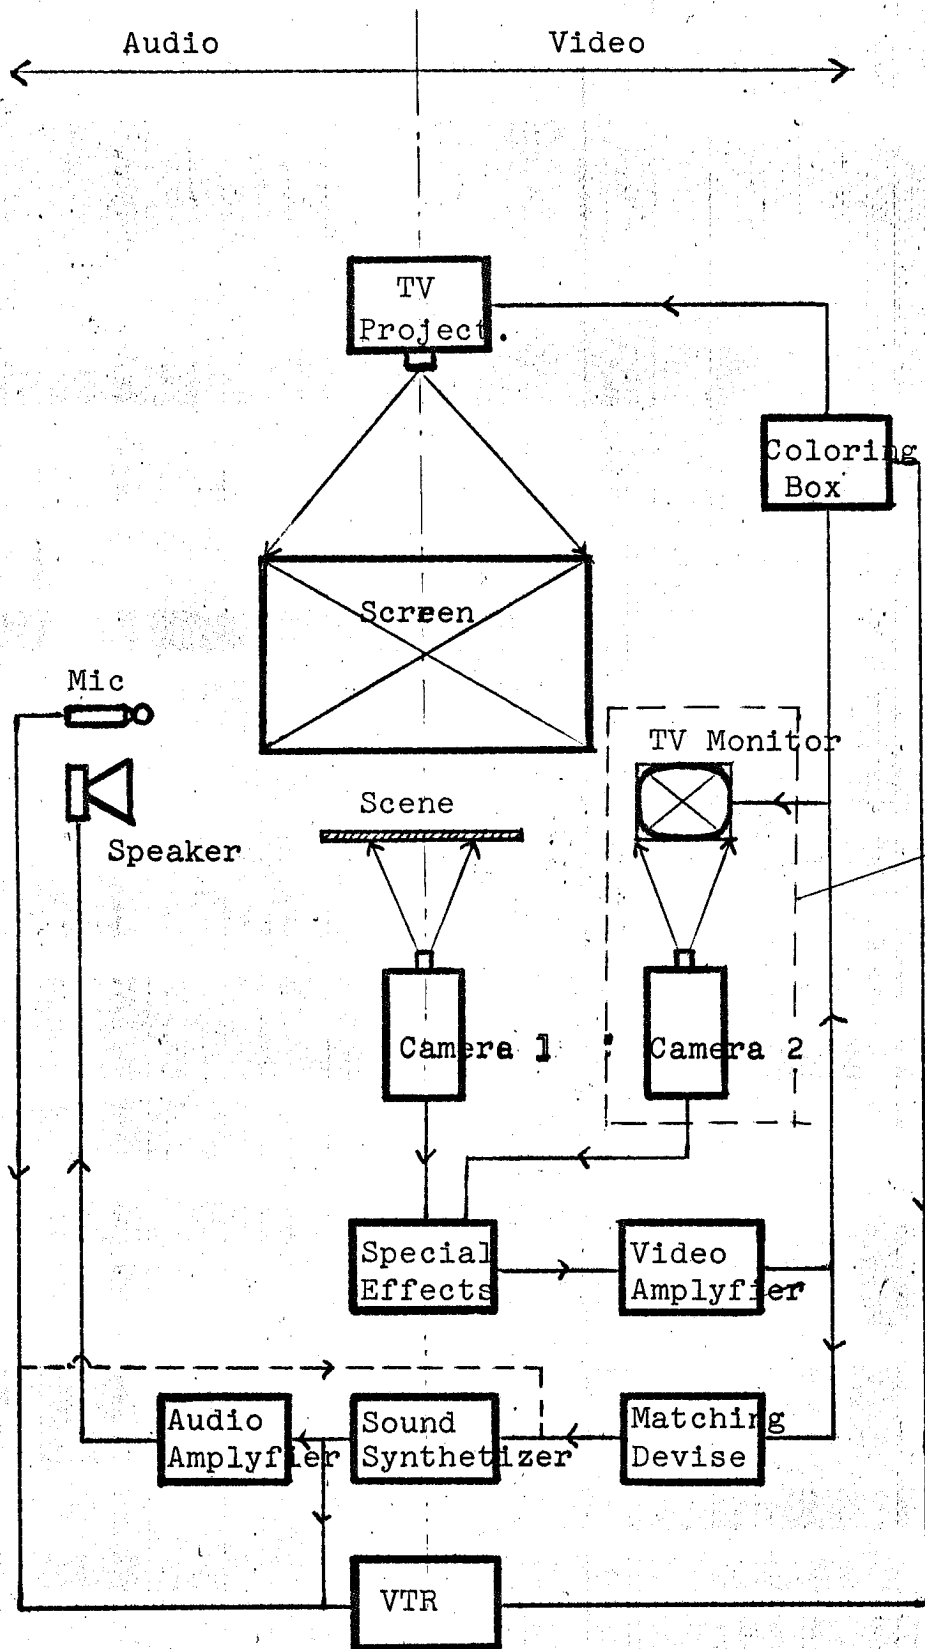 Audio
Video
TV
Project.
Coloring
Box
Screen
Mic
TV Monitor
Scene
Speaker
Camera 1
Camera 2
Special
Effects
Video
Amplyfier
Audio
Amplyfier
Sound
Synthetizer
Matching
Devise
VTR